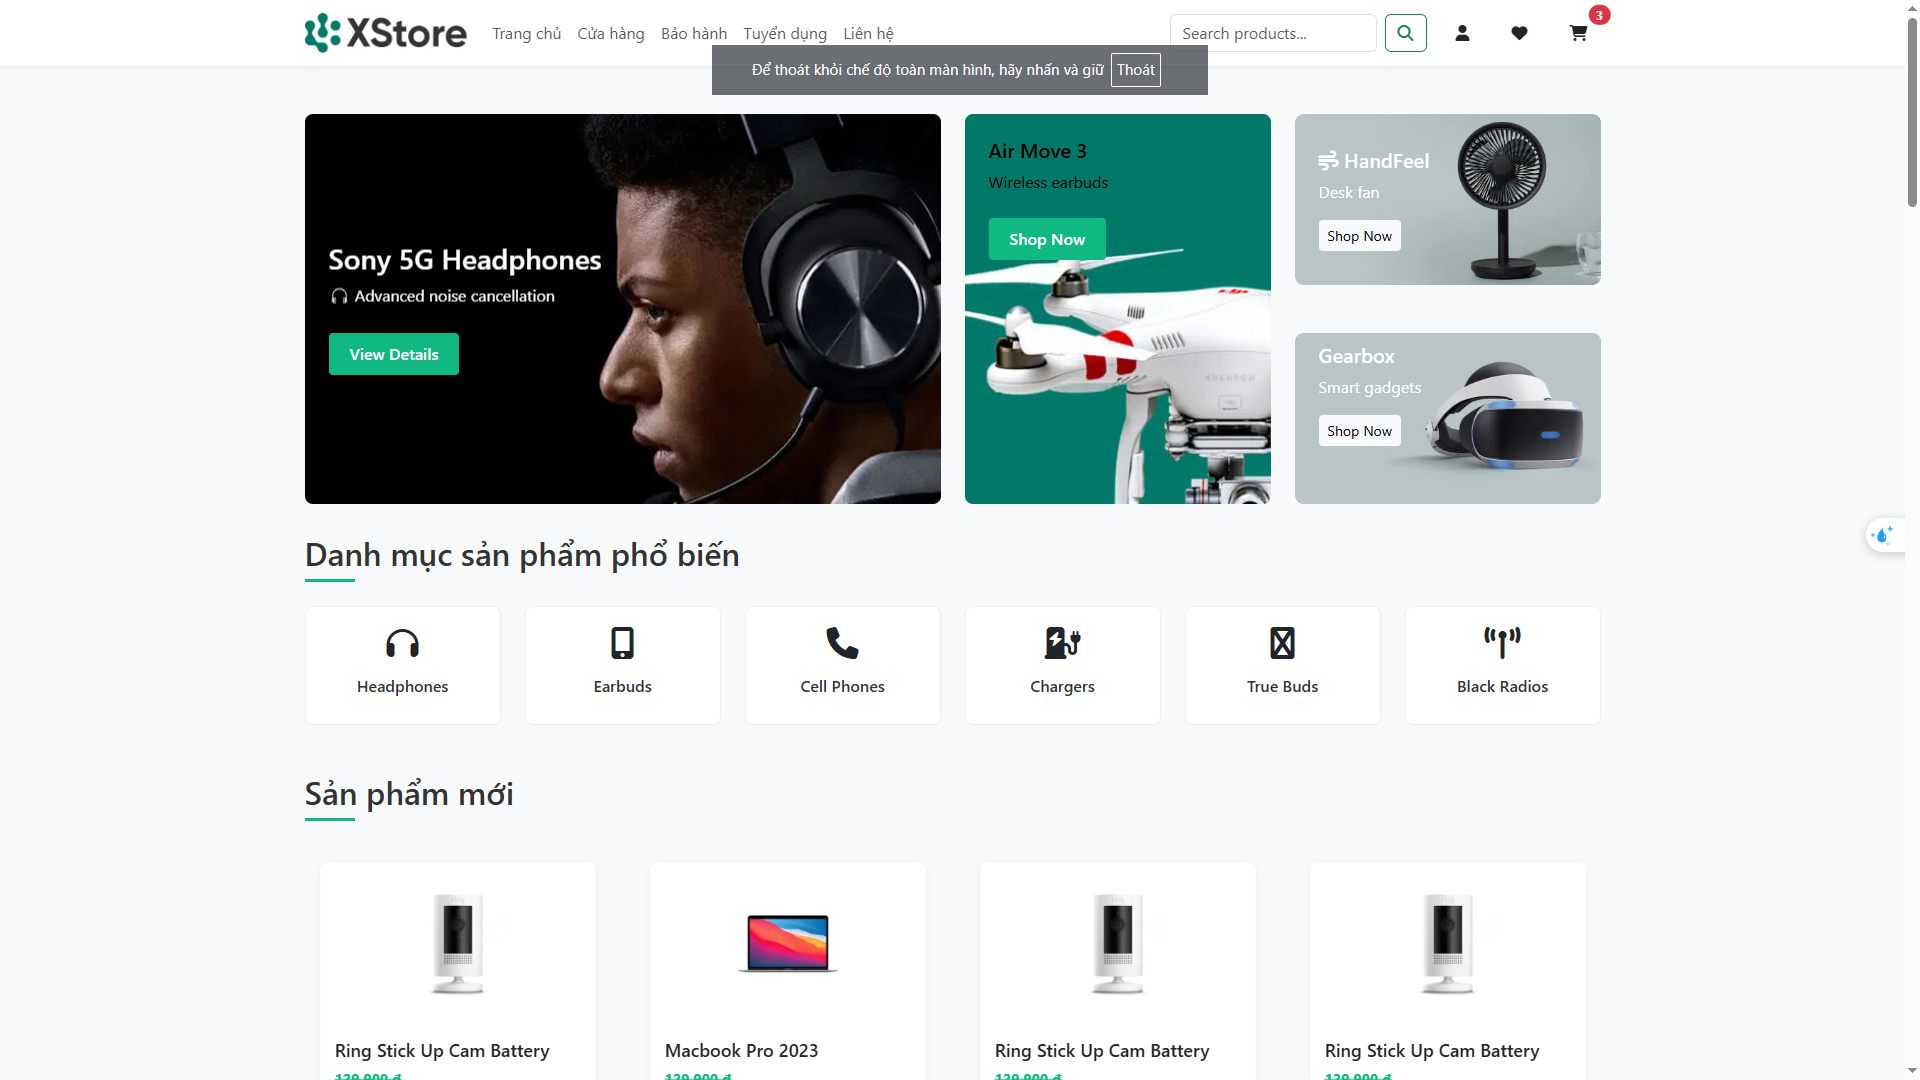 XStore Trang chủ Cửa hàng Bảo hành Tuyển dụng Liên hệ Search products... 3
Để thoát khỏi chế độ toàn màn hình, hãy nhấn và giữ Thoát
Sony 5G Headphones
Advanced noise cancellation
View Details
Air Move 3
Wireless earbuds
Shop Now
HandFeel
Desk fan
Shop Now
Gearbox
Smart gadgets
Shop Now
Danh mục sản phẩm phổ biến
Headphones
Earbuds
Cell Phones
Chargers
True Buds
Black Radios
Sản phẩm mới
Ring Stick Up Cam Battery
Macbook Pro 2023
Ring Stick Up Cam Battery
Ring Stick Up Cam Battery